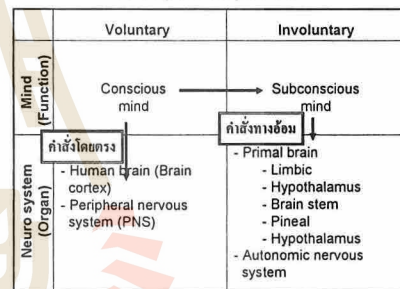 Voluntary
Involuntary
Mind
(Function)
Conscious
mind
Subconscious
mind
คำสั่งโดยตรง
คำสั่งทางอ้อม
Neuro system
(Organ)
- Human brain (Brain
cortex)
- Peripheral nervous
system (PNS)
- Primal brain
- Limbic
- Hypothalamus
- Brain stem
- Pineal
- Hypothalamus
- Autonomic nervous
system